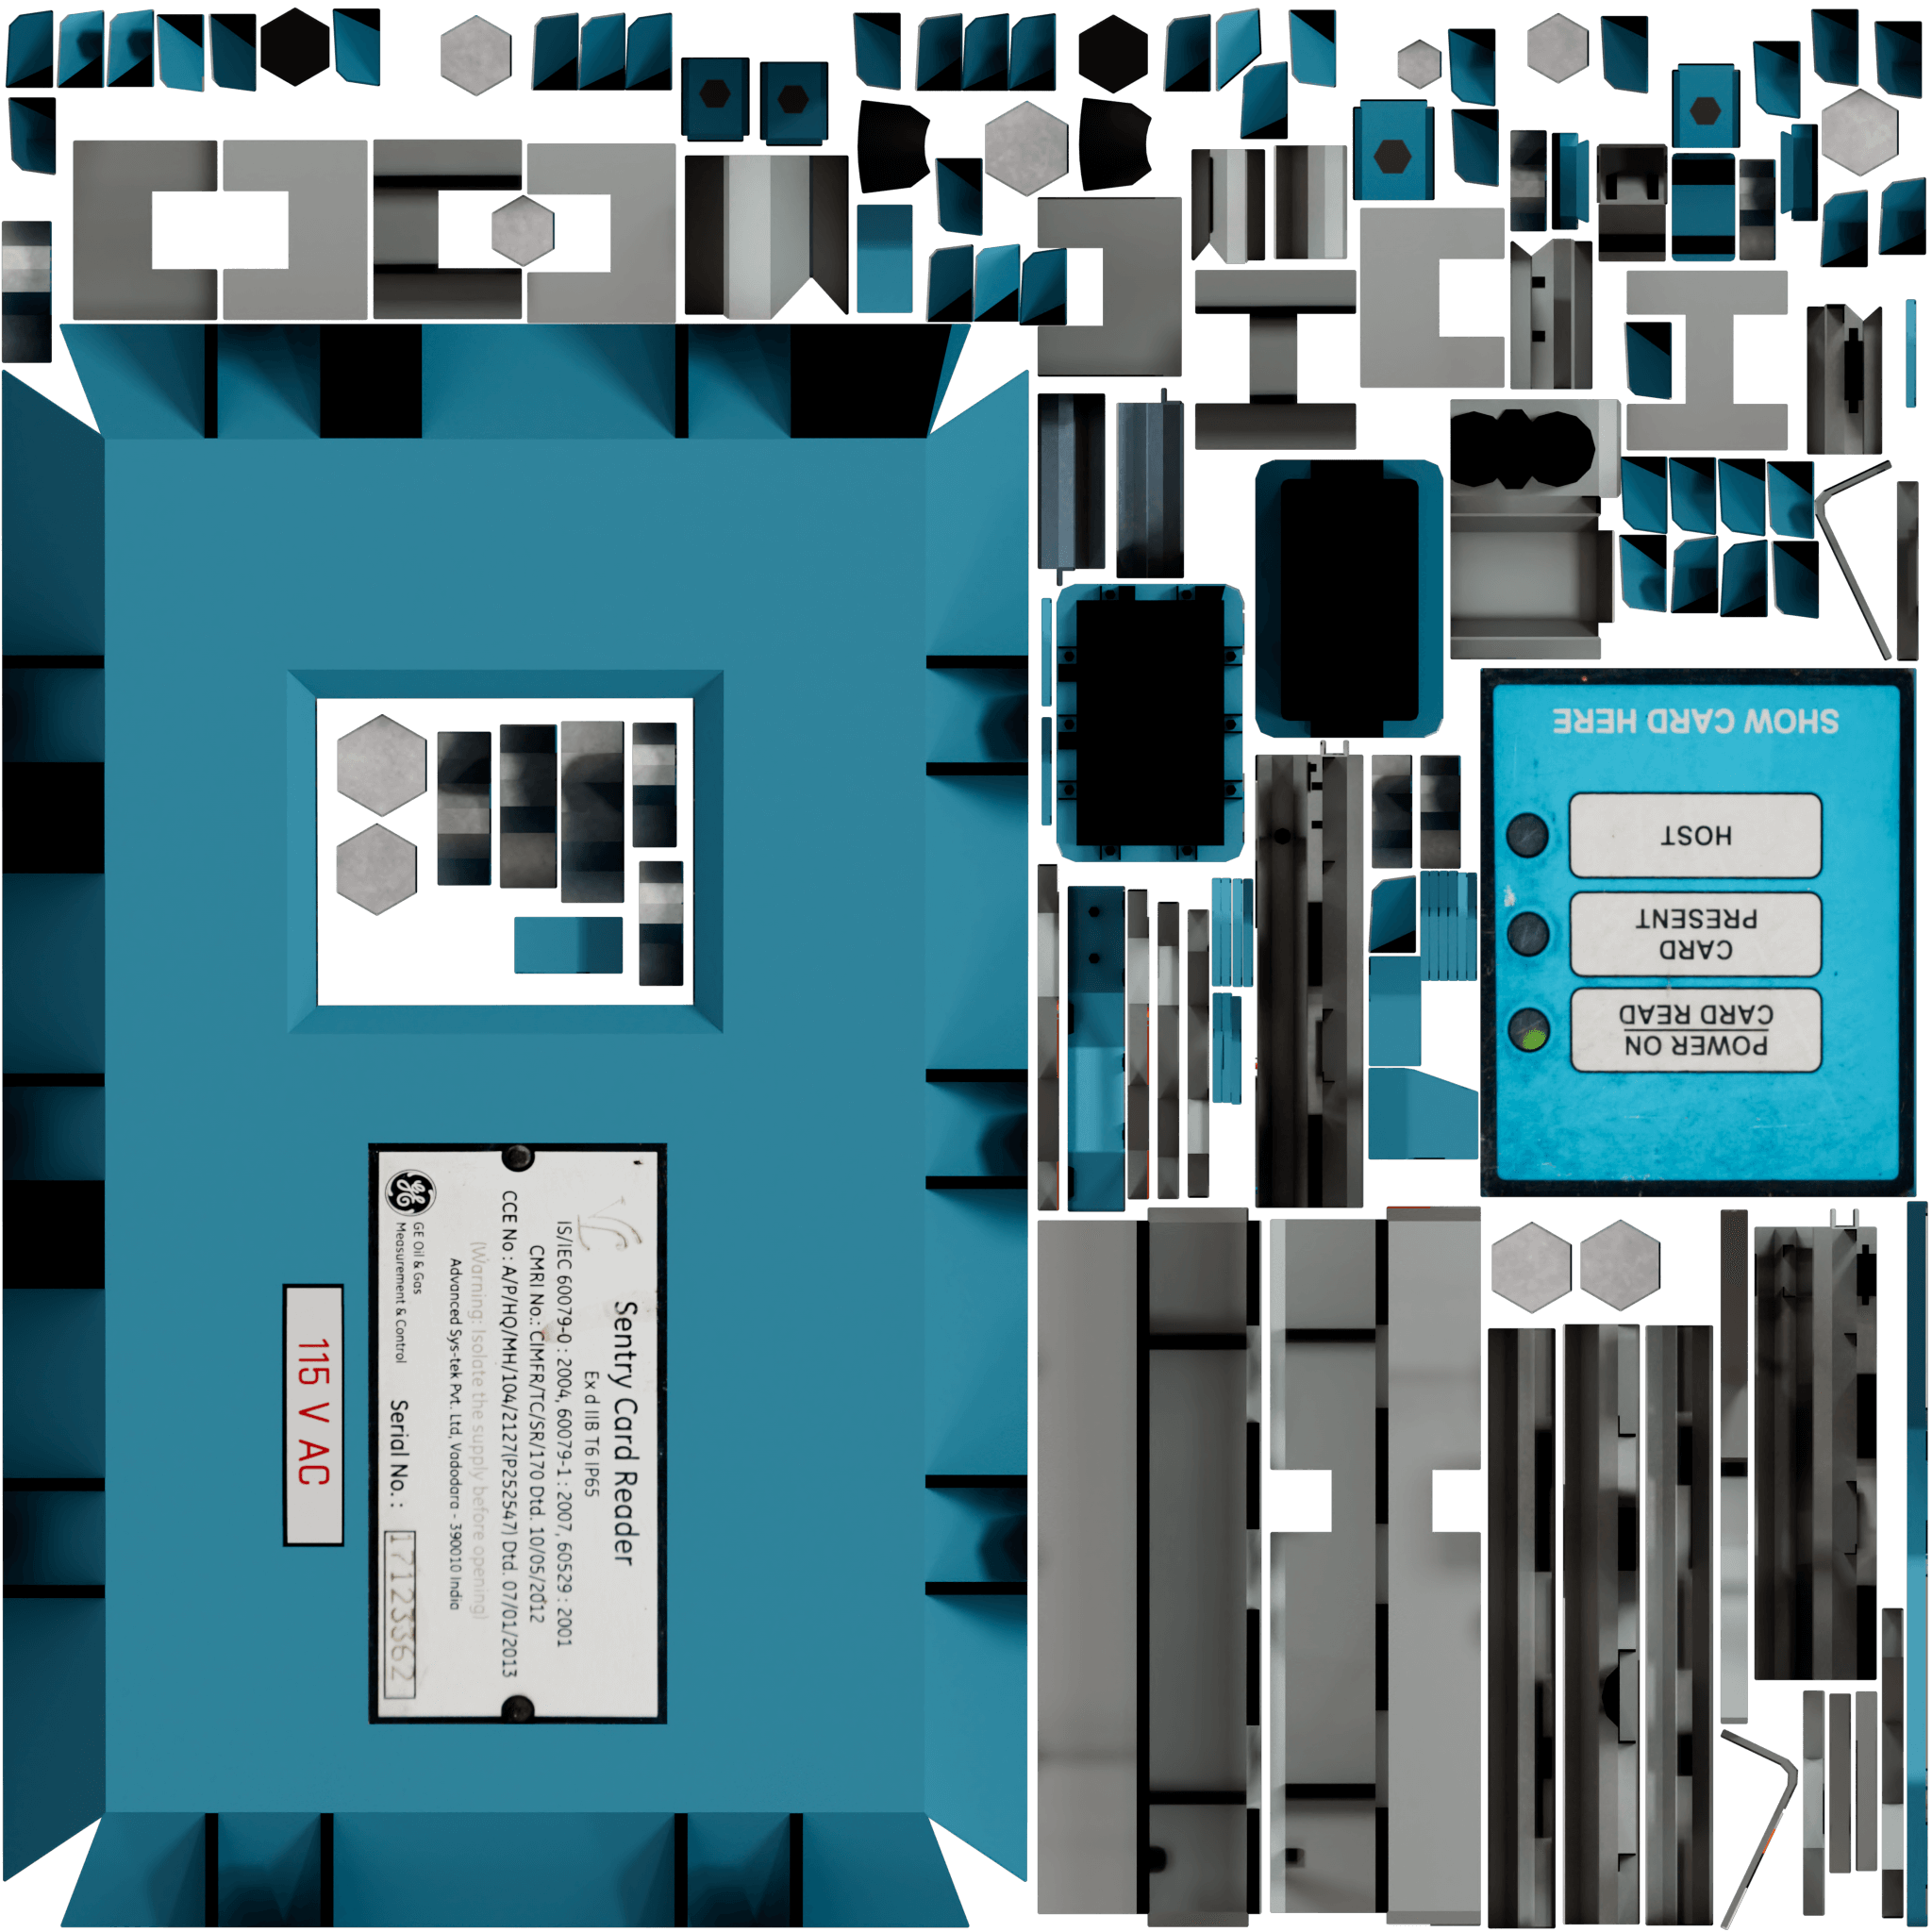 SHOW CARD HERE
HOST
CARD
PRESENT
POWER ON
CARD READ
GE
GE Oil & Gas
Measurement & Control
Sentry Card Reader
Ex d IIB T6 IP65
IS/IEC 60079-0 : 2004, 60079-1 : 2007, 60529 : 2001
CMRI No.: CIMFR/TC/SR/170 Dtd. 10/05/2012
CCE No : A/P/HQ/MH/104/2127(P252547) Dtd. 07/01/2013
(Warning: Isolate the supply before opening)
Advanced Sys-tek Pvt. Ltd, Vadodara - 390010 India
Serial No. : 17123362
115 V AC